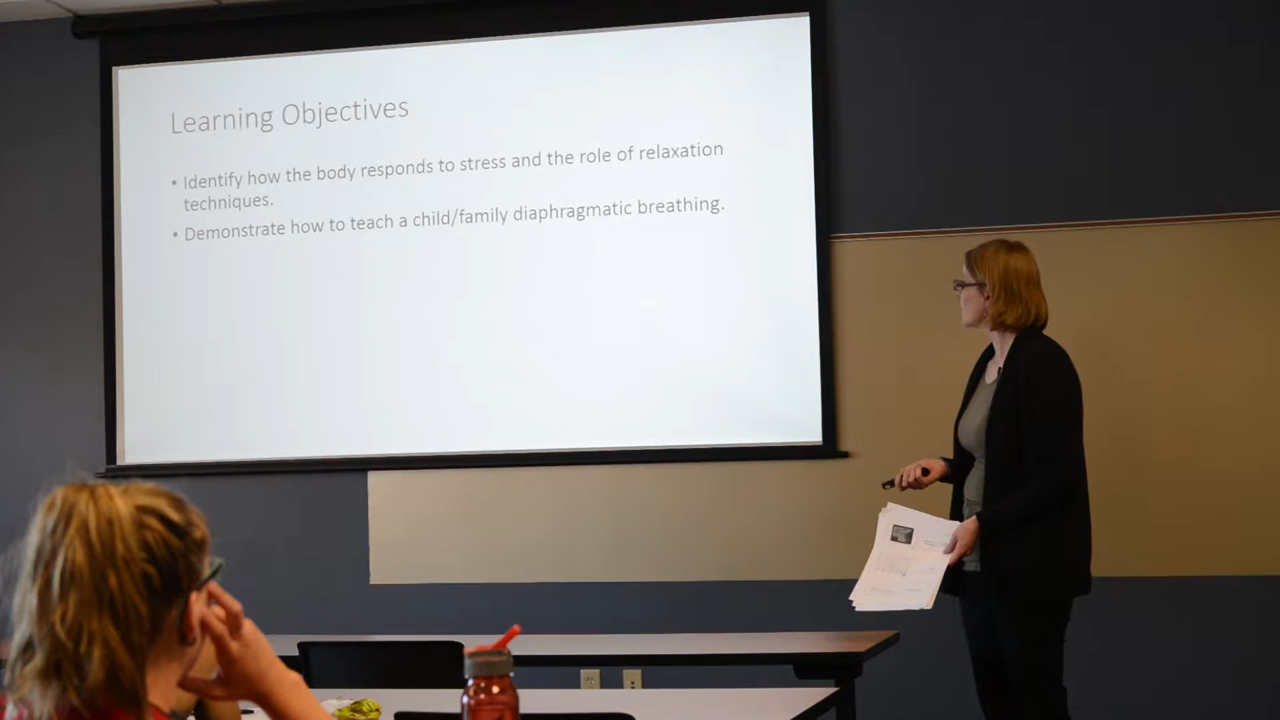 Learning Objectives
• Identify how the body responds to stress and the role of relaxation
techniques.
• Demonstrate how to teach a child/family diaphragmatic breathing.